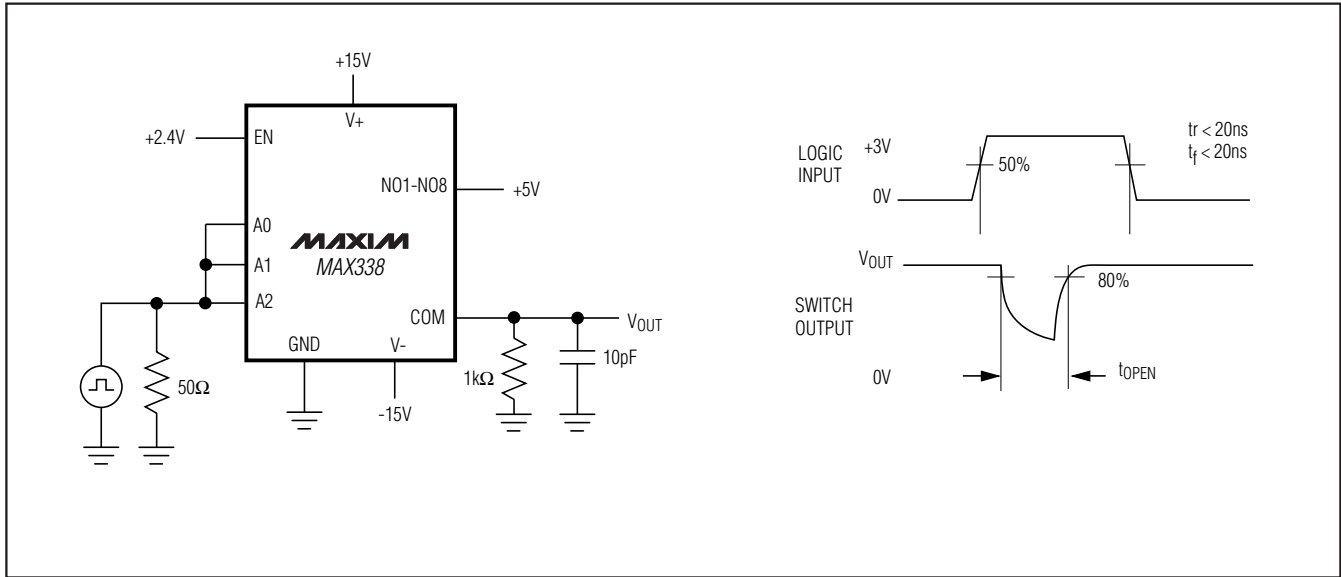 +15V
V+
+2.4V
EN
NO1-NO8
+5V
A0
A1
A2
MAXIM
MAX338
COM
VOUT
GND
V-
50Ω
-15V
1kΩ
10pF
LOGIC
INPUT
+3V
0V
50%
tr < 20ns
tf < 20ns
VOUT
80%
SWITCH
OUTPUT
0V
tOPEN